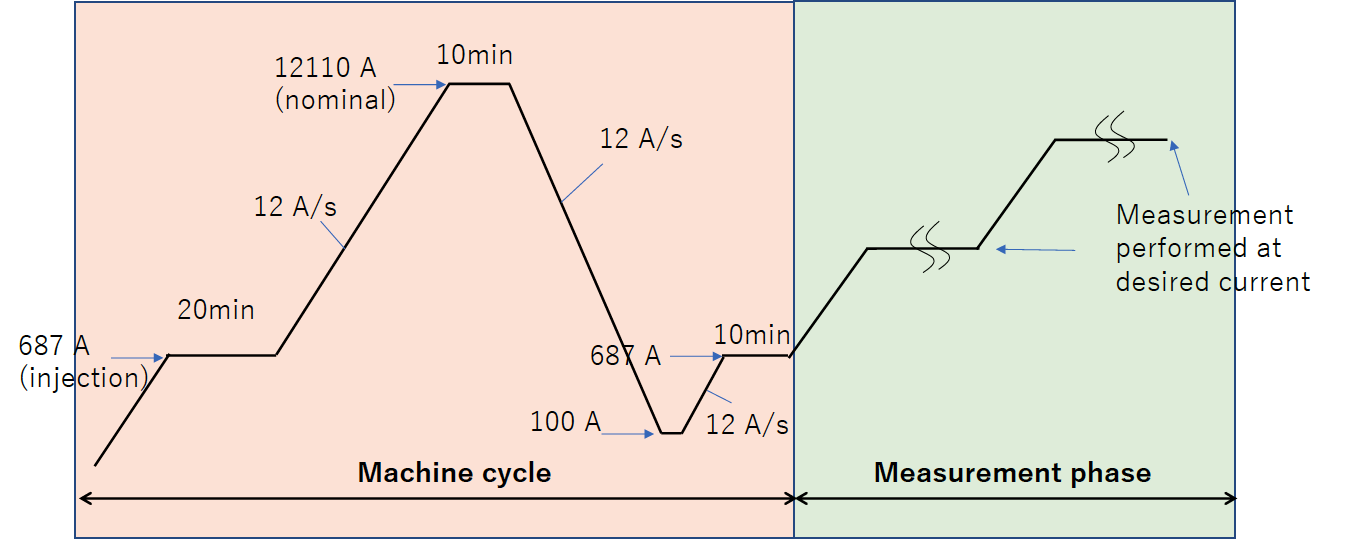 10min
12110 A
(nominal)
12 A/s
12 A/s
20min
687 A
(injection)
10min
687 A
100 A
12 A/s
Machine cycle
Measurement
performed at
desired current
Measurement phase